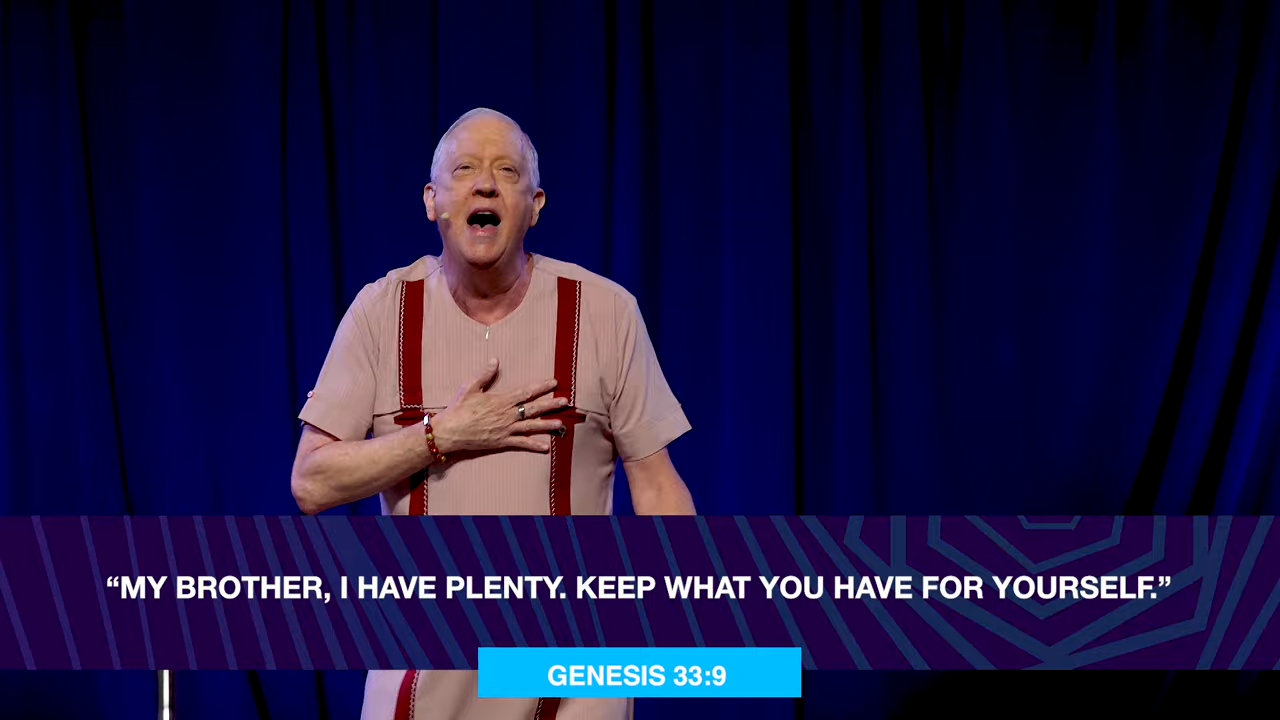 “MY BROTHER, I HAVE PLENTY. KEEP WHAT YOU HAVE FOR YOURSELF.”
GENESIS 33:9